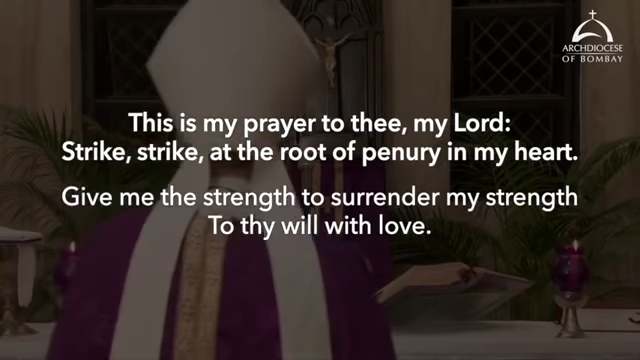 ARCHDIOCESE
OF BOMBAY
This is my prayer to thee, my Lord:
Strike, strike, at the root of penury in my heart.
Give me the strength to surrender my strength
To thy will with love.